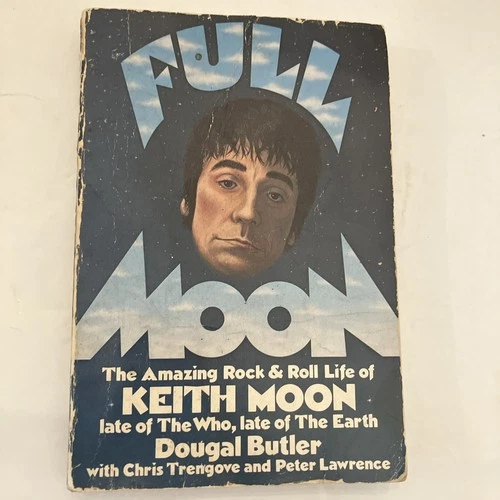 FULL
MOON
The Amazing Rock & Roll Life of
KEITH MOON
late of The Who, late of The Earth
Dougal Butler
with Chris Trengove and Peter Lawrence